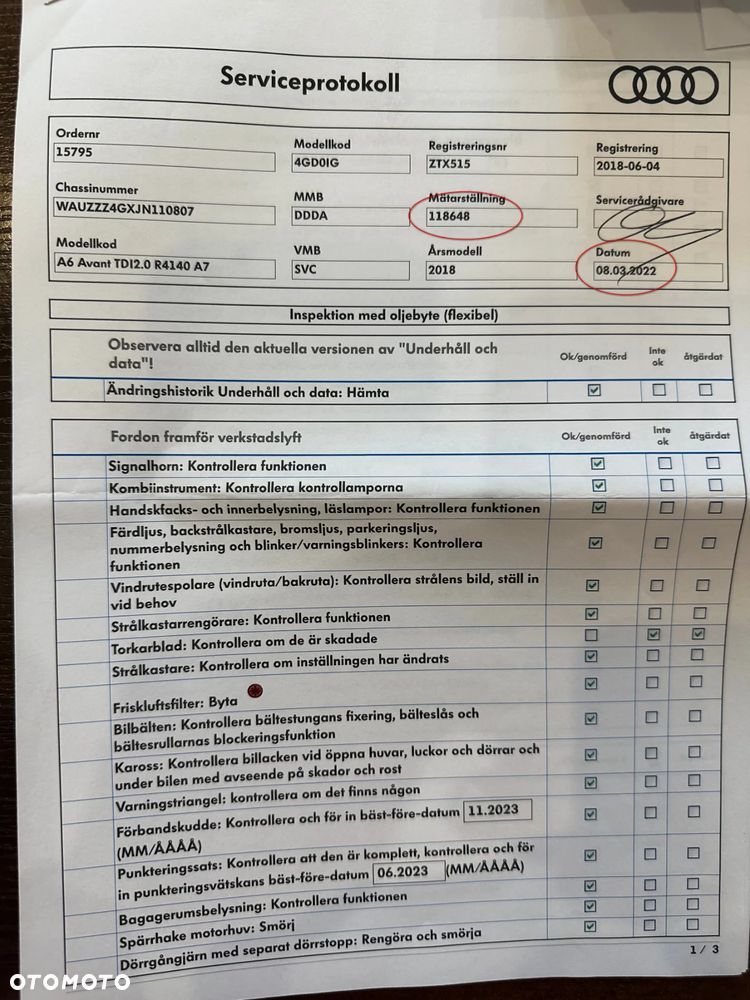 Serviceprotokoll
Ordernr
15795
Modellkod
4GD0IG
Registreringsnr
ZTX515
Registrering
2018-06-04
Chassinummer
WAUZZZ4GXJN110807
MMB
DDDA
Mätarställning
118648
Servicerådgivare
Modellkod
A6 Avant TDI2.0 R4140 A7
VMB
SVC
Årsmodell
2018
Datum
08.03.2022
Inspektion med oljebyte (flexibel)
Observera alltid den aktuella versionen av "Underhåll och
data"!
Ok/genomförd
Inte
ok
åtgärdat
Ändringshistorik Underhåll och data: Hämta
Fordon framför verkstadslyft
Ok/genomförd
Inte
ok
åtgärdat
Signalhorn: Kontrollera funktionen
Kombiinstrument: Kontrollera kontrollamporna
Handskfacks- och innerbelysning, läslampor: Kontrollera funktionen
Färdljus, backstrålkastare, bromsljus, parkeringsljus,
nummerbelysning och blinker/varningsblinkers: Kontrollera
funktionen
Vindrutespolare (vindruta/bakruta): Kontrollera strålens bild, ställ in
vid behov
Strålkastarrengörare: Kontrollera funktionen
Torkarblad: Kontrollera om de är skadade
Strålkastare: Kontrollera om inställningen har ändrats
Friskluftsfilter: Byta
Bilbälten: Kontrollera bältestungans fixering, bälteslås och
bältesrullarnas blockeringsfunktion
Kaross: Kontrollera billacken vid öppna huvar, luckor och dörrar och
under bilen med avseende på skador och rost
Varningstriangel: kontrollera om det finns någon
Förbandskudde: Kontrollera och för in bäst-före-datum 11.2023
(MM/ÅÅÅÅ)
Punkteringssats: Kontrollera att den är komplett, kontrollera och för
in punkteringsvätskans bäst-före-datum 06.2023 (MM/ÅÅÅÅ)
Bagagerumsbelysning: Kontrollera funktionen
Spärrhake motorhuv: Smörj
Dörrgångjärn med separat dörrstopp: Rengöra och smörja
1 / 3
OTOMOTO